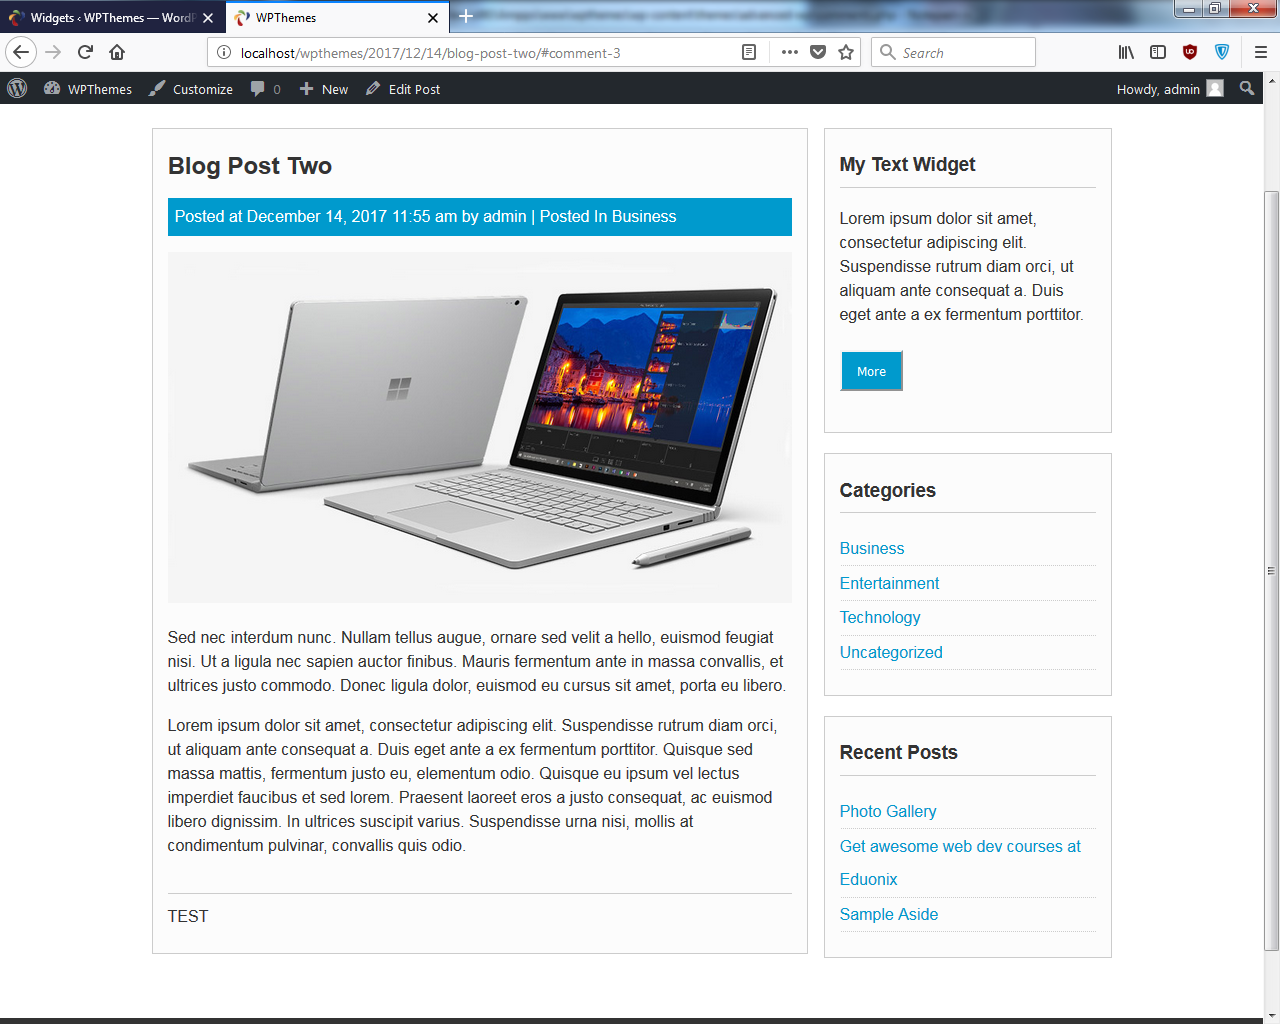 Widgets ‹ WPThemes — WordP
WPThemes
localhost/wpthemes/2017/12/14/blog-post-two/#comment-3
Search
WPThemes
Customize
0
New
Edit Post
Howdy, admin
Blog Post Two
Posted at December 14, 2017 11:55 am by admin | Posted In Business
Sed nec interdum nunc. Nullam tellus augue, ornare sed velit a hello, euismod feugiat
nisi. Ut a ligula nec sapien auctor finibus. Mauris fermentum ante in massa convallis, et
ultrices justo commodo. Donec ligula dolor, euismod eu cursus sit amet, porta eu libero.
Lorem ipsum dolor sit amet, consectetur adipiscing elit. Suspendisse rutrum diam orci,
ut aliquam ante consequat a. Duis eget ante a ex fermentum porttitor. Quisque sed
massa mattis, fermentum justo eu, elementum odio. Quisque eu ipsum vel lectus
imperdiet faucibus et sed lorem. Praesent laoreet eros a justo consequat, ac euismod
libero dignissim. In ultrices suscipit varius. Suspendisse urna nisi, mollis at
condimentum pulvinar, convallis quis odio.
TEST
My Text Widget
Lorem ipsum dolor sit amet,
consectetur adipiscing elit.
Suspendisse rutrum diam orci, ut
aliquam ante consequat a. Duis
eget ante a ex fermentum porttitor.
More
Categories
Business
Entertainment
Technology
Uncategorized
Recent Posts
Photo Gallery
Get awesome web dev courses at
Eduonix
Sample Aside